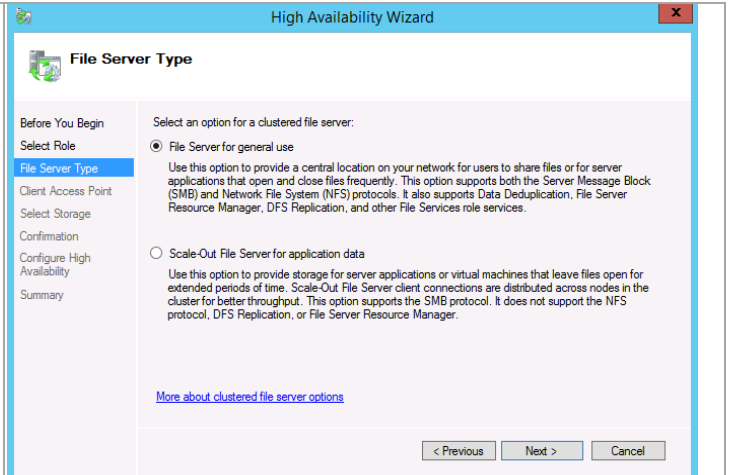 High Availability Wizard
x
File Server Type
Before You Begin
Select Role
File Server Type
Client Access Point
Select Storage
Confirmation
Configure High
Availability
Summary
Select an option for a clustered file server:
File Server for general use
Use this option to provide a central location on your network for users to share files or for server
applications that open and close files frequently. This option supports both the Server Message Block
(SMB) and Network File System (NFS) protocols. It also supports Data Deduplication, File Server
Resource Manager, DFS Replication, and other File Services role services.
Scale-Out File Server for application data
Use this option to provide storage for server applications or virtual machines that leave files open for
extended periods of time. Scale-Out File Server client connections are distributed across nodes in the
cluster for better throughput. This option supports the SMB protocol. It does not support the NFS
protocol, DFS Replication, or File Server Resource Manager.
More about clustered file server options
< Previous
Next >
Cancel